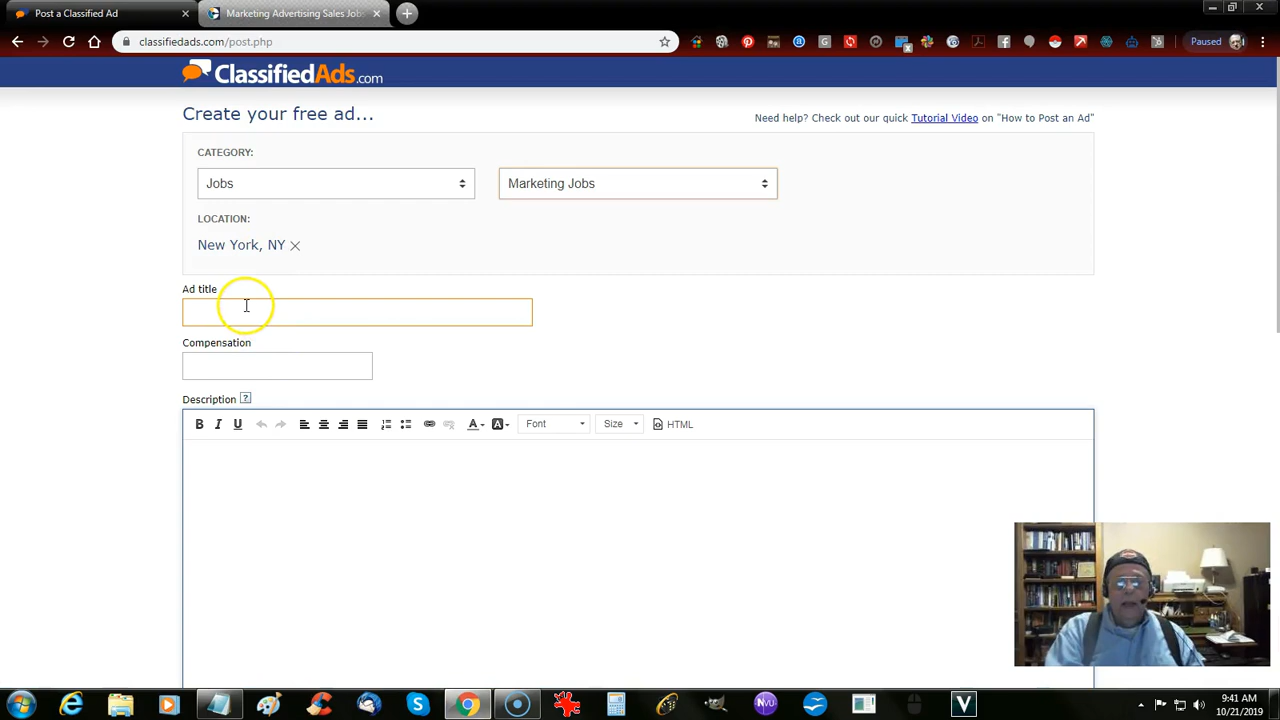 Post a Classified Ad
Marketing Advertising Sales Jobs
classifiedads.com/post.php
Paused
ClassifiedAds.com
Create your free ad...
Need help? Check out our quick Tutorial Video on "How to Post an Ad"
CATEGORY:
Jobs
Marketing Jobs
LOCATION:
New York, NY
Ad title
Compensation
Description ?
B I U A A Font Size HTML
9:41 AM
10/21/2019